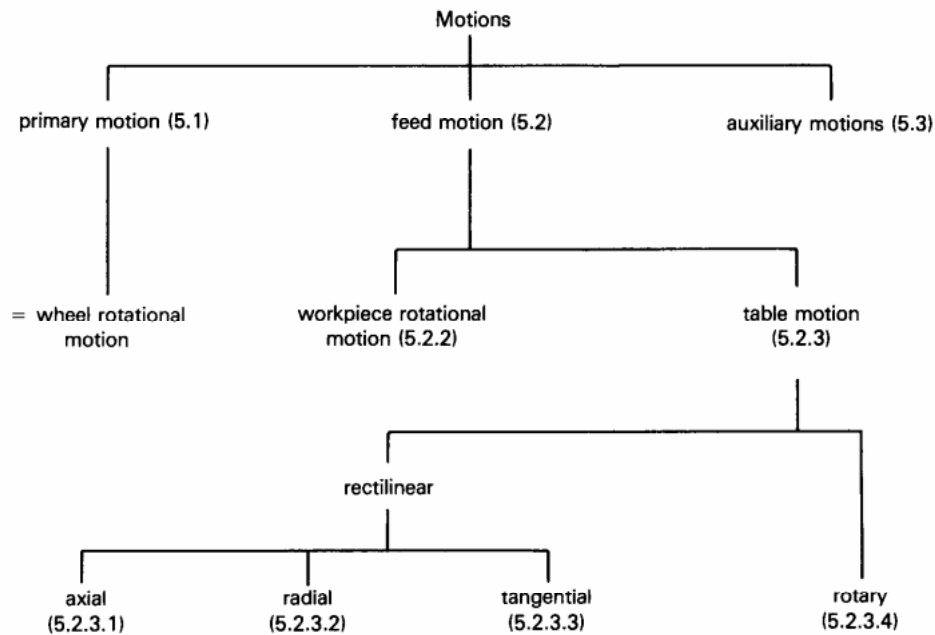 Motions
primary motion (5.1)
feed motion (5.2)
auxiliary motions (5.3)
= wheel rotational
motion
workpiece rotational
motion (5.2.2)
table motion
(5.2.3)
rectilinear
axial
(5.2.3.1)
radial
(5.2.3.2)
tangential
(5.2.3.3)
rotary
(5.2.3.4)